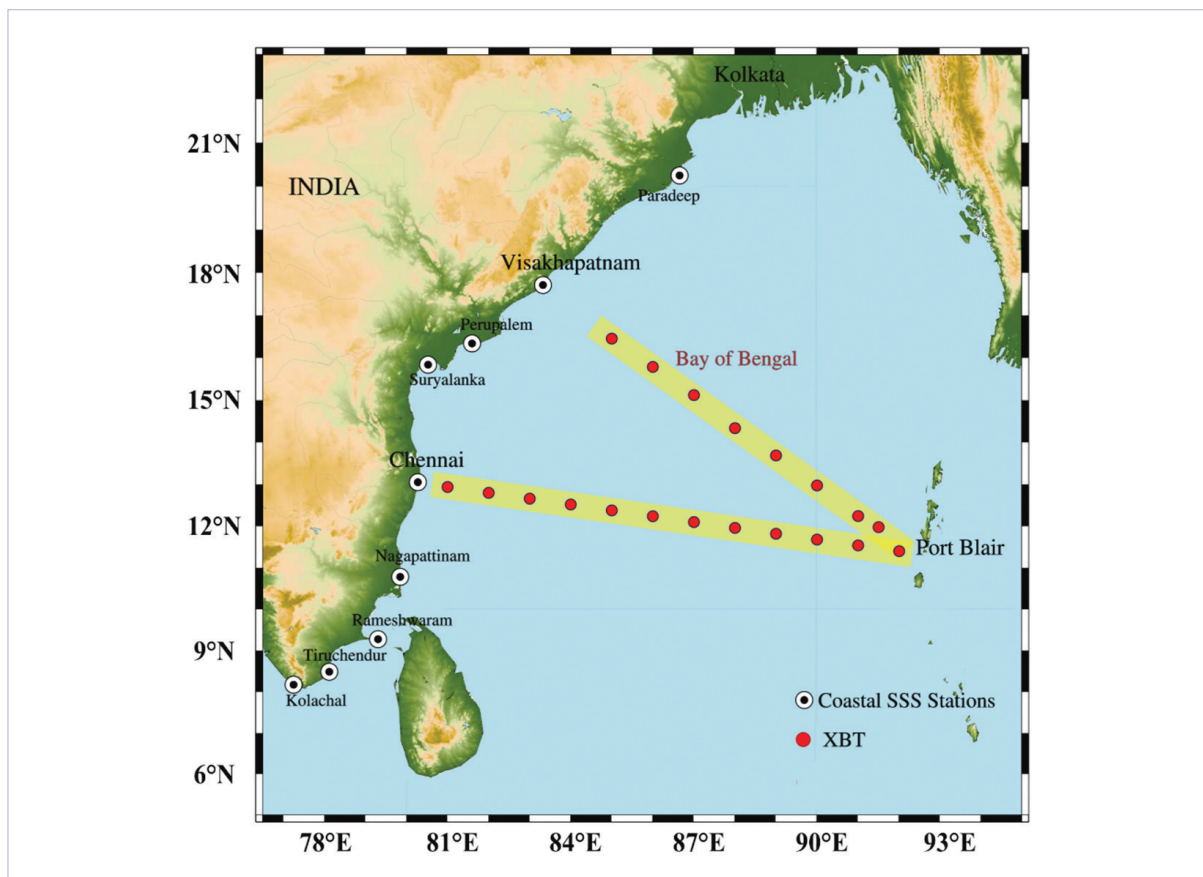 Kolkata
21°N
INDIA
Paradeep
18°N
Visakhapatnam
Perupalem
Bay of Bengal
Suryalanka
15°N
Chennai
12°N
Port Blair
Nagapattinam
Rameshwaram
9°N
Tiruchendur
Kolachal
Coastal SSS Stations
XBT
6°N
78°E
81°E
84°E
87°E
90°E
93°E